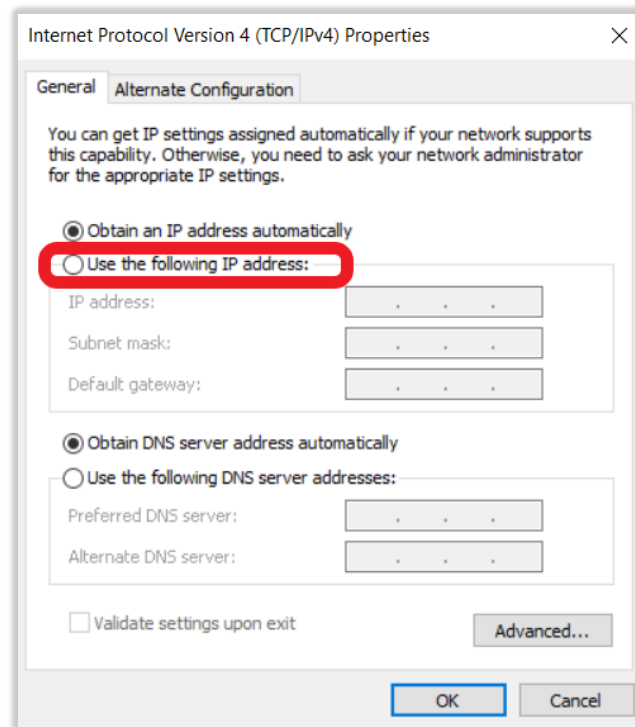 Internet Protocol Version 4 (TCP/IPv4) Properties
General
Alternate Configuration
You can get IP settings assigned automatically if your network supports
this capability. Otherwise, you need to ask your network administrator
for the appropriate IP settings.
Obtain an IP address automatically
Use the following IP address:
IP address:
. . .
Subnet mask:
. . .
Default gateway:
. . .
Obtain DNS server address automatically
Use the following DNS server addresses:
Preferred DNS server:
. . .
Alternate DNS server:
. . .
Validate settings upon exit
Advanced...
OK
Cancel